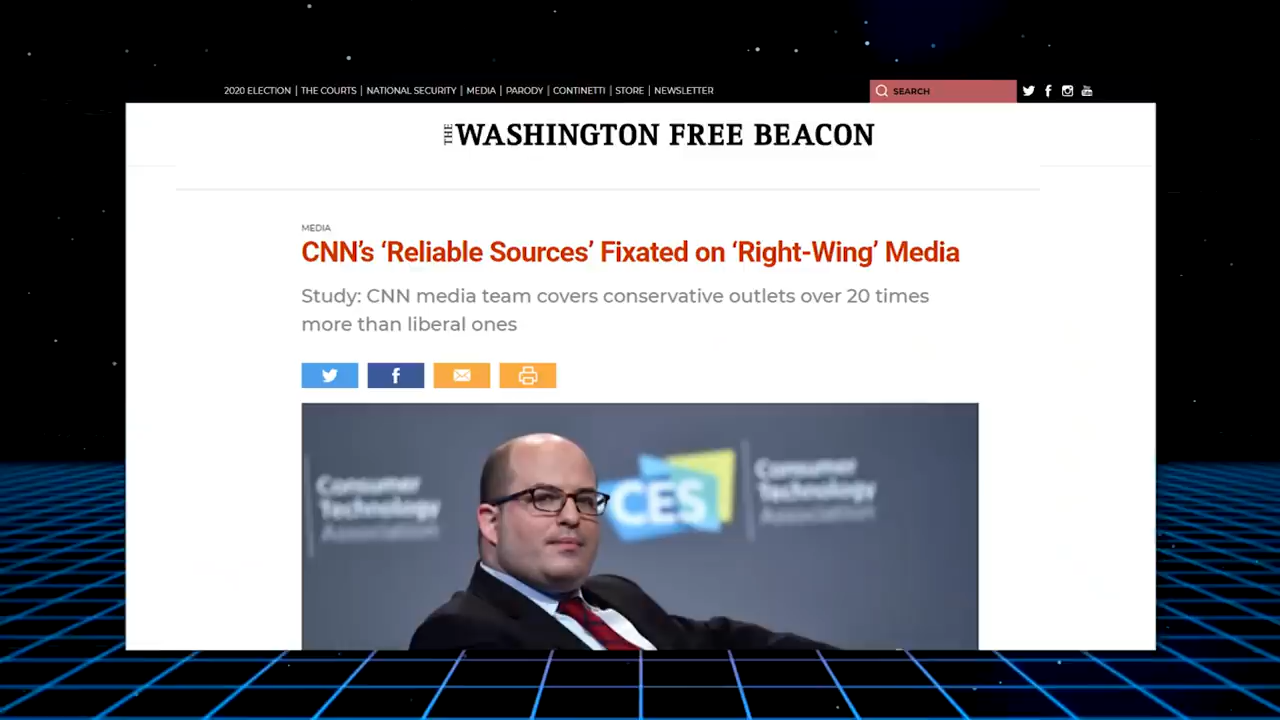 2020 ELECTION | THE COURTS | NATIONAL SECURITY | MEDIA | PARODY | CONTINETTI | STORE | NEWSLETTER
SEARCH
THE WASHINGTON FREE BEACON
MEDIA
CNN's ‘Reliable Sources’ Fixated on ‘Right-Wing’ Media
Study: CNN media team covers conservative outlets over 20 times
more than liberal ones
Consumer
Technology
Association
CES
Consumer
Technology
Association